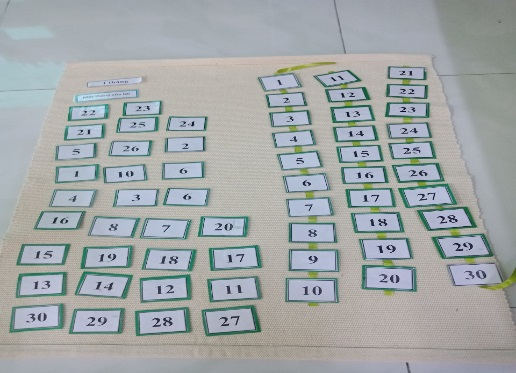 1 tháng
22 23
21 25 24
5 26 2
1 10 6
4 3 6
16 8 7 20
15 19 18 17
13 14 12 11
30 29 28 27
1 11 21
2 12 22
3 13 23
4 14 24
5 15 25
6 16 26
7 17 27
8 18 28
9 19 29
10 20 30